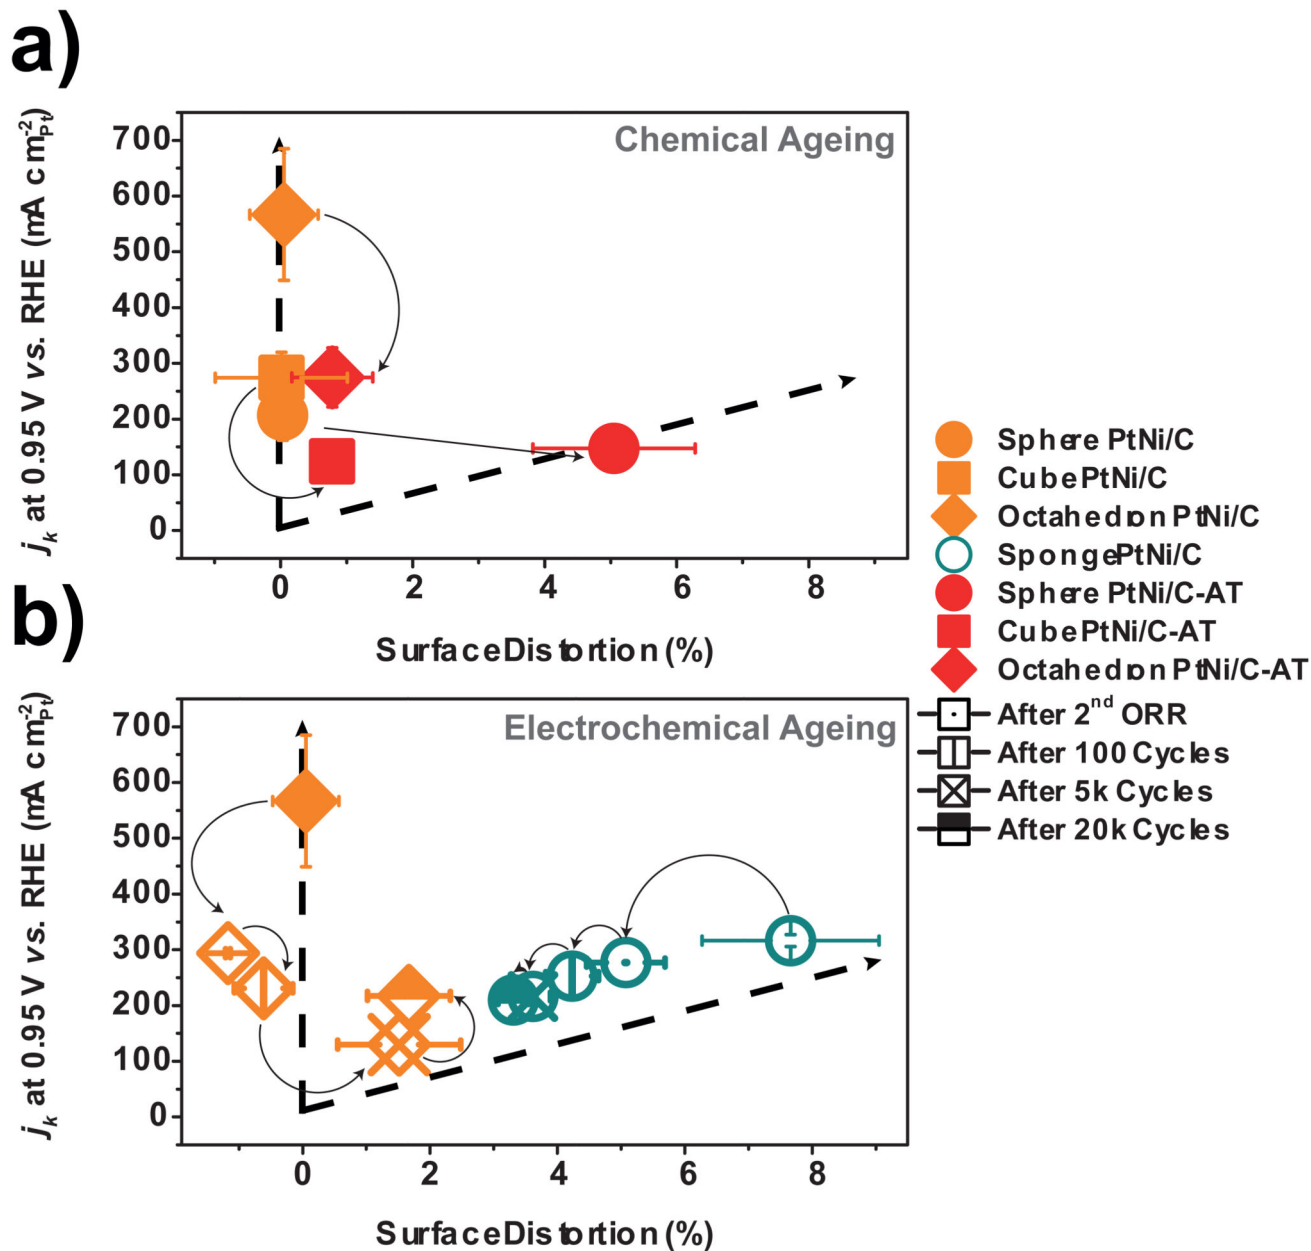 a)
Chemical Ageing
j_k at 0.95 V vs. RHE (mA cm⁻²Pt)
700
600
500
400
300
200
100
0
0 2 4 6 8
Surface Distortion (%)
Sphere PtNi/C
Cube PtNi/C
Octahedron PtNi/C
Sponge PtNi/C
Sphere PtNi/C-AT
Cube PtNi/C-AT
Octahedron PtNi/C-AT
After 2nd ORR
After 100 Cycles
After 5k Cycles
After 20k Cycles
b)
Electrochemical Ageing
j_k at 0.95 V vs. RHE (mA cm⁻²Pt)
700
600
500
400
300
200
100
0
0 2 4 6 8
Surface Distortion (%)